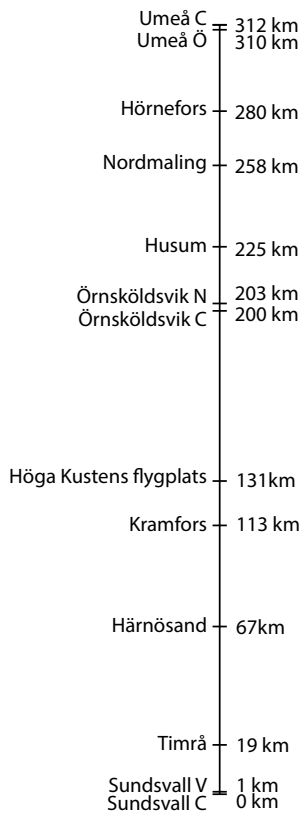 Umeå C 312 km
Umeå Ö 310 km
Hörnefors 280 km
Nordmaling 258 km
Husum 225 km
Örnsköldsvik N 203 km
Örnsköldsvik C 200 km
Höga Kustens flygplats 131km
Kramfors 113 km
Härnösand 67km
Timrå 19 km
Sundsvall V 1 km
Sundsvall C 0 km